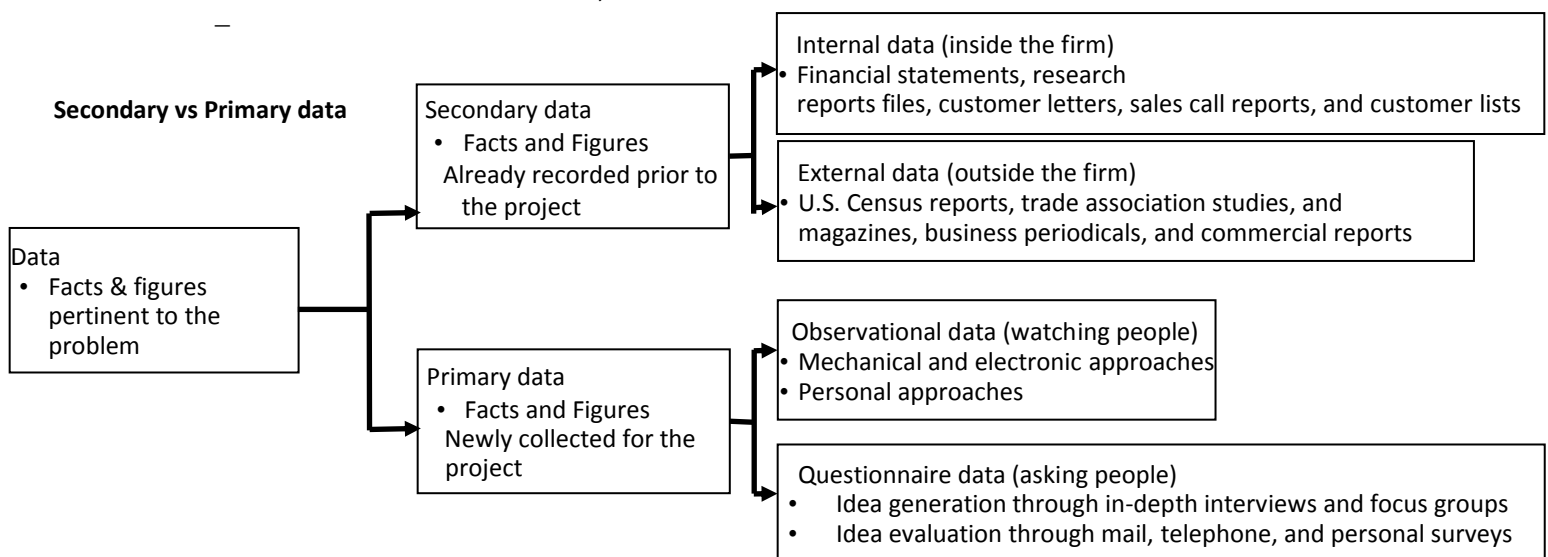 Secondary vs Primary data
Data
• Facts & figures
pertinent to the
problem
Secondary data
• Facts and Figures
Already recorded prior to
the project
Internal data (inside the firm)
• Financial statements, research
reports files, customer letters, sales call reports, and customer lists
External data (outside the firm)
• U.S. Census reports, trade association studies, and
magazines, business periodicals, and commercial reports
Primary data
• Facts and Figures
Newly collected for the
project
Observational data (watching people)
• Mechanical and electronic approaches
• Personal approaches
Questionnaire data (asking people)
• Idea generation through in-depth interviews and focus groups
• Idea evaluation through mail, telephone, and personal surveys